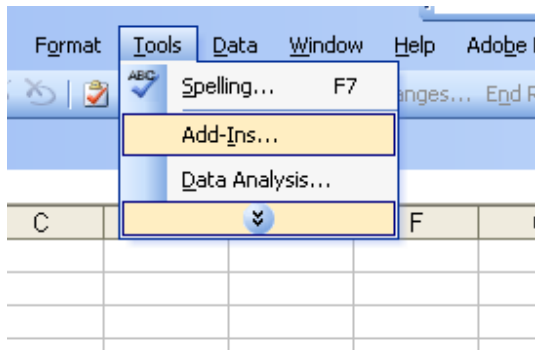 Format Tools Data Window Help Adobe
ABC Spelling... F7 anges... End R
Add-Ins...
Data Analysis...
C F